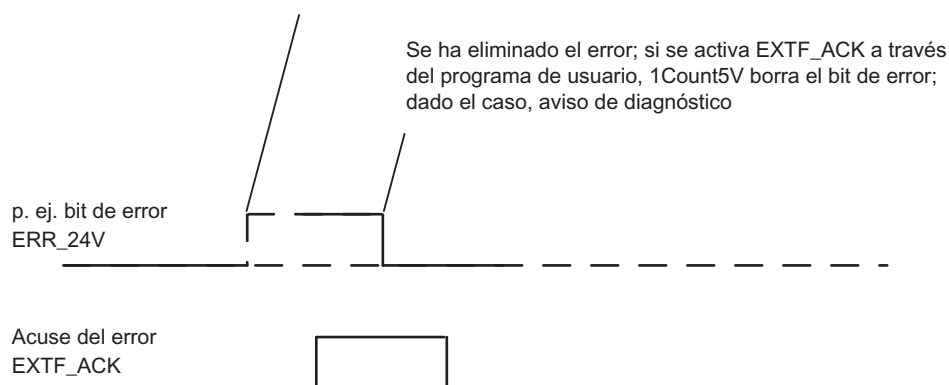 Se ha eliminado el error; si se activa EXTF_ACK a través
del programa de usuario, 1Count5V borra el bit de error;
dado el caso, aviso de diagnóstico
p. ej. bit de error
ERR_24V
Acuse del error
EXTF_ACK